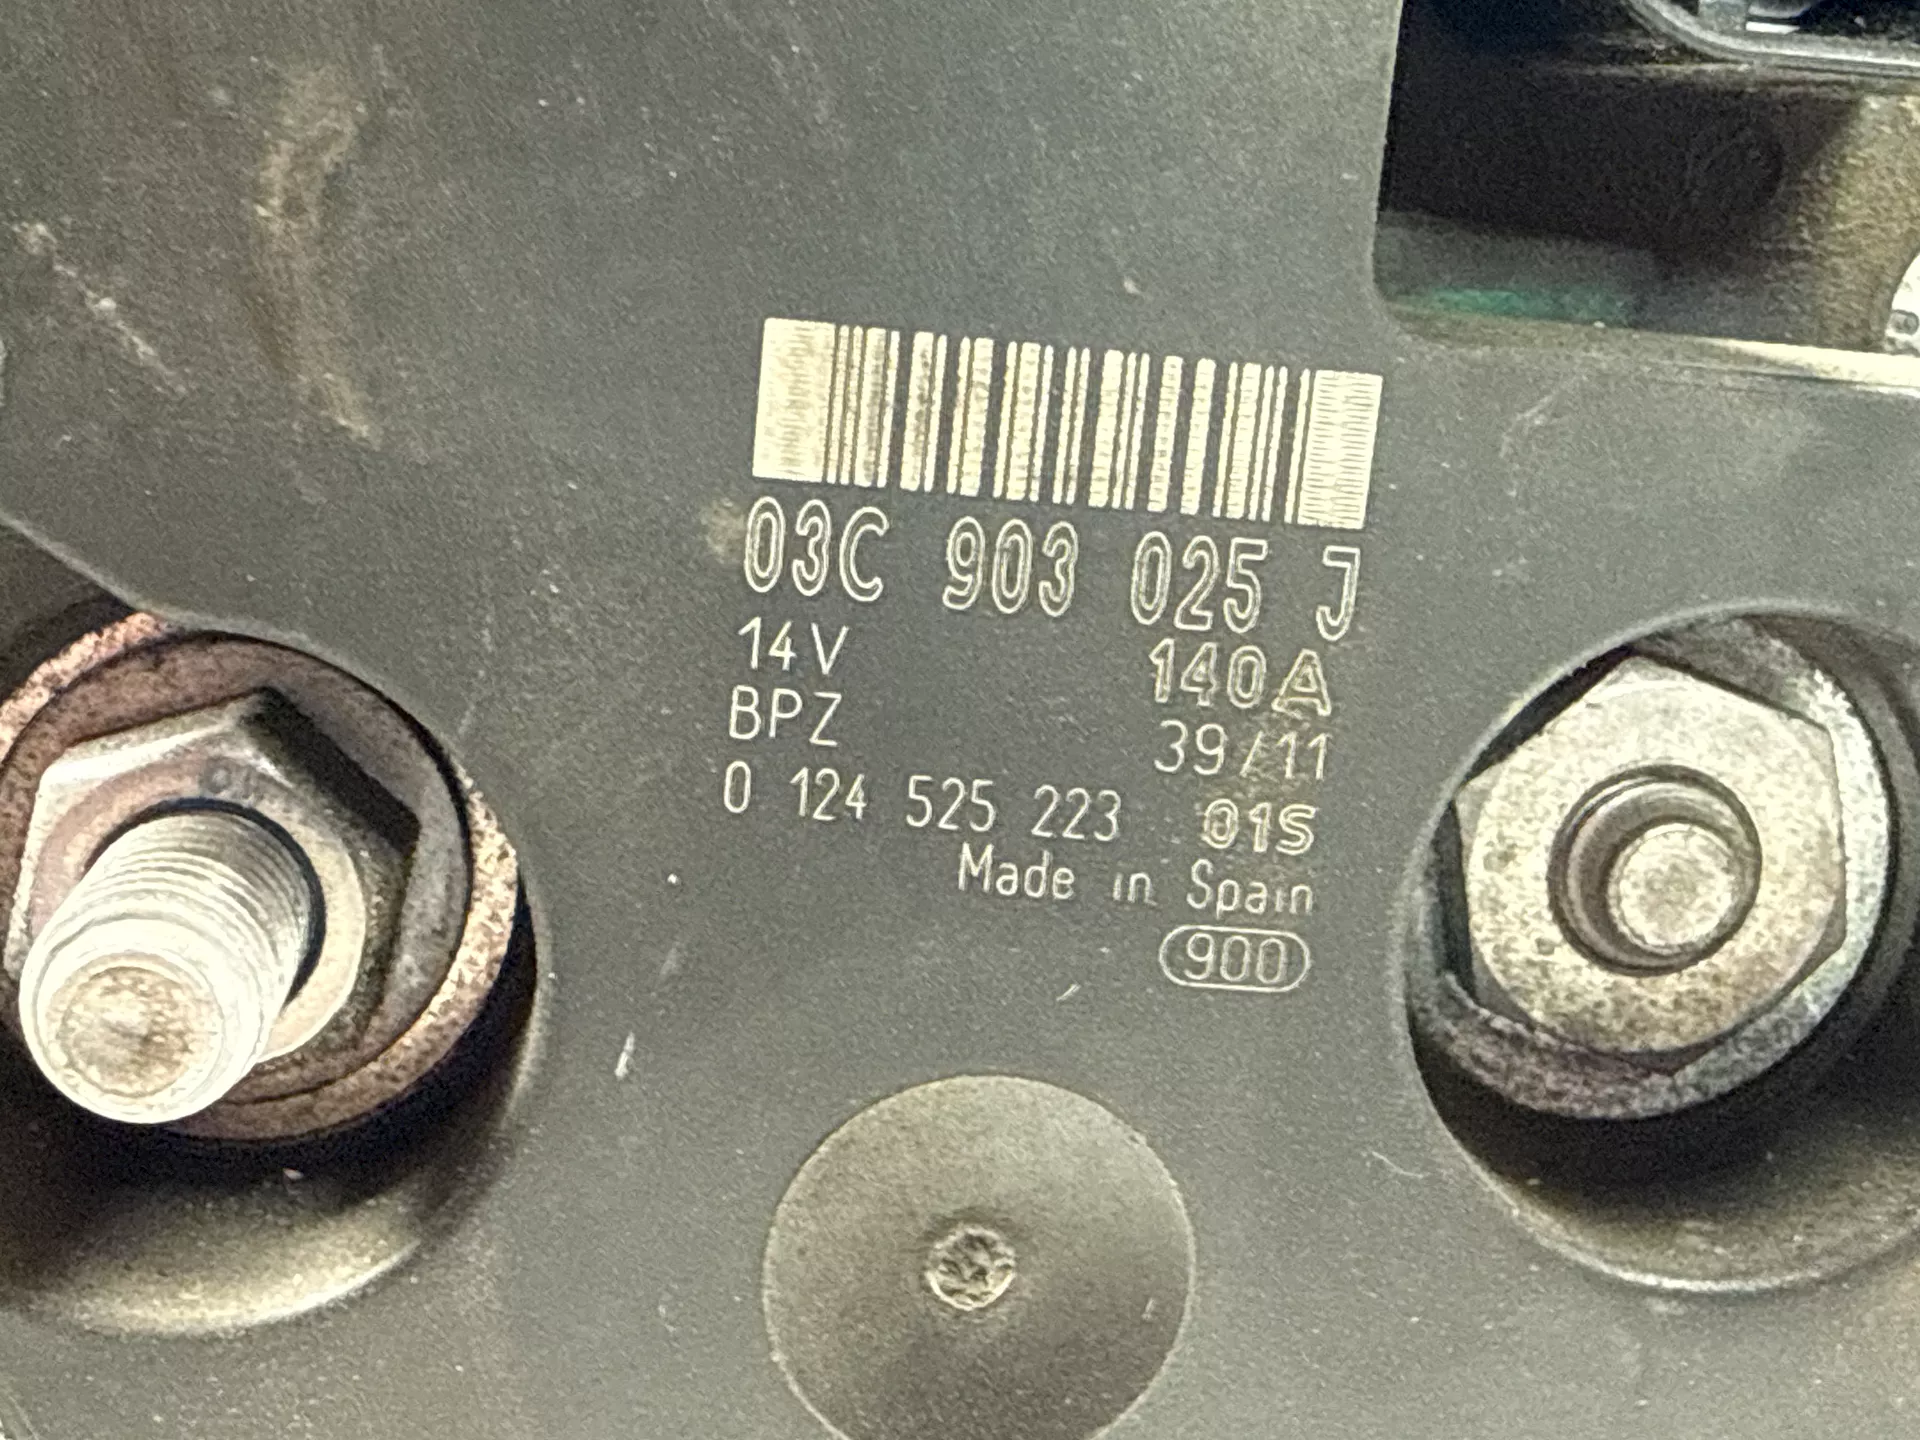 03C 903 025 J
14V 140A
BPZ 39/11
0 124 525 223 01S
Made in Spain
900